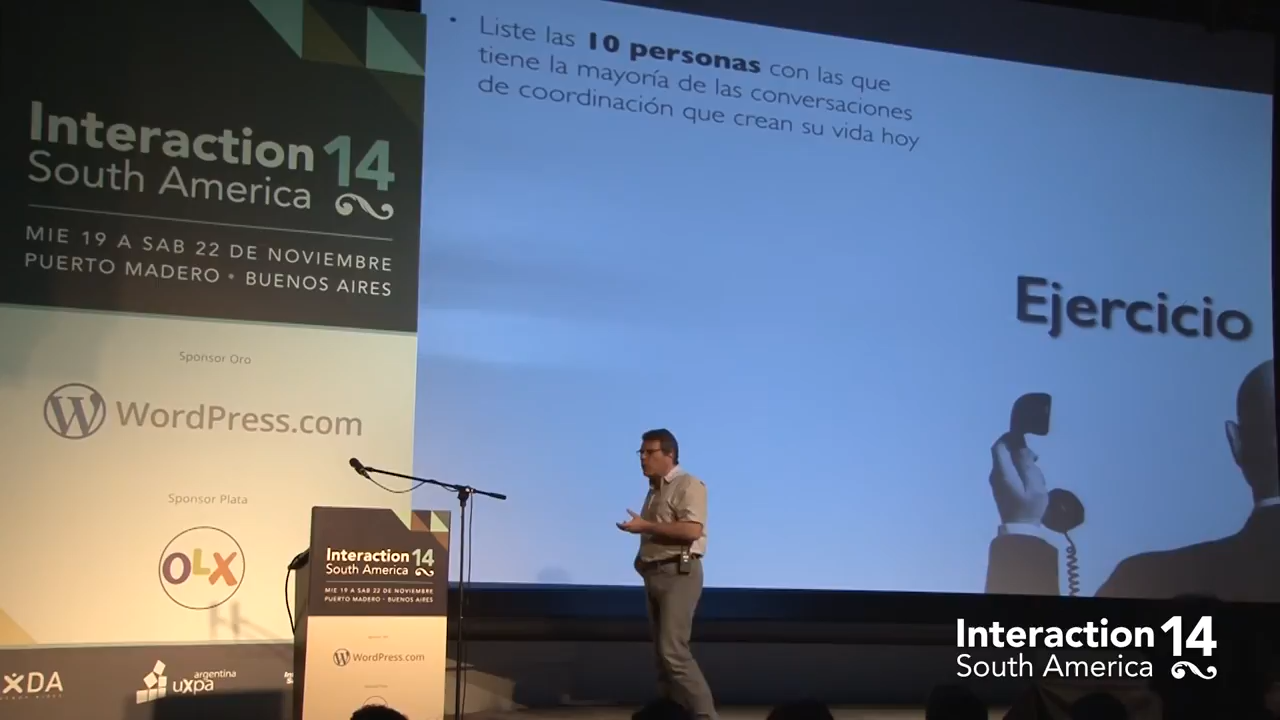 Interaction 14
South America
MIE 19 A SAB 22 DE NOVIEMBRE
PUERTO MADERO • BUENOS AIRES
Sponsor Oro
WordPress.com
Sponsor Plata
OLX
xDA
argentina
uxpa
• Liste las 10 personas con las que
tiene la mayoría de las conversaciones
de coordinación que crean su vida hoy
Ejercicio
Interaction 14
South America
MIE 19 A SAB 22 DE NOVIEMBRE
PUERTO MADERO • BUENOS AIRES
WordPress.com
Interaction 14
South America